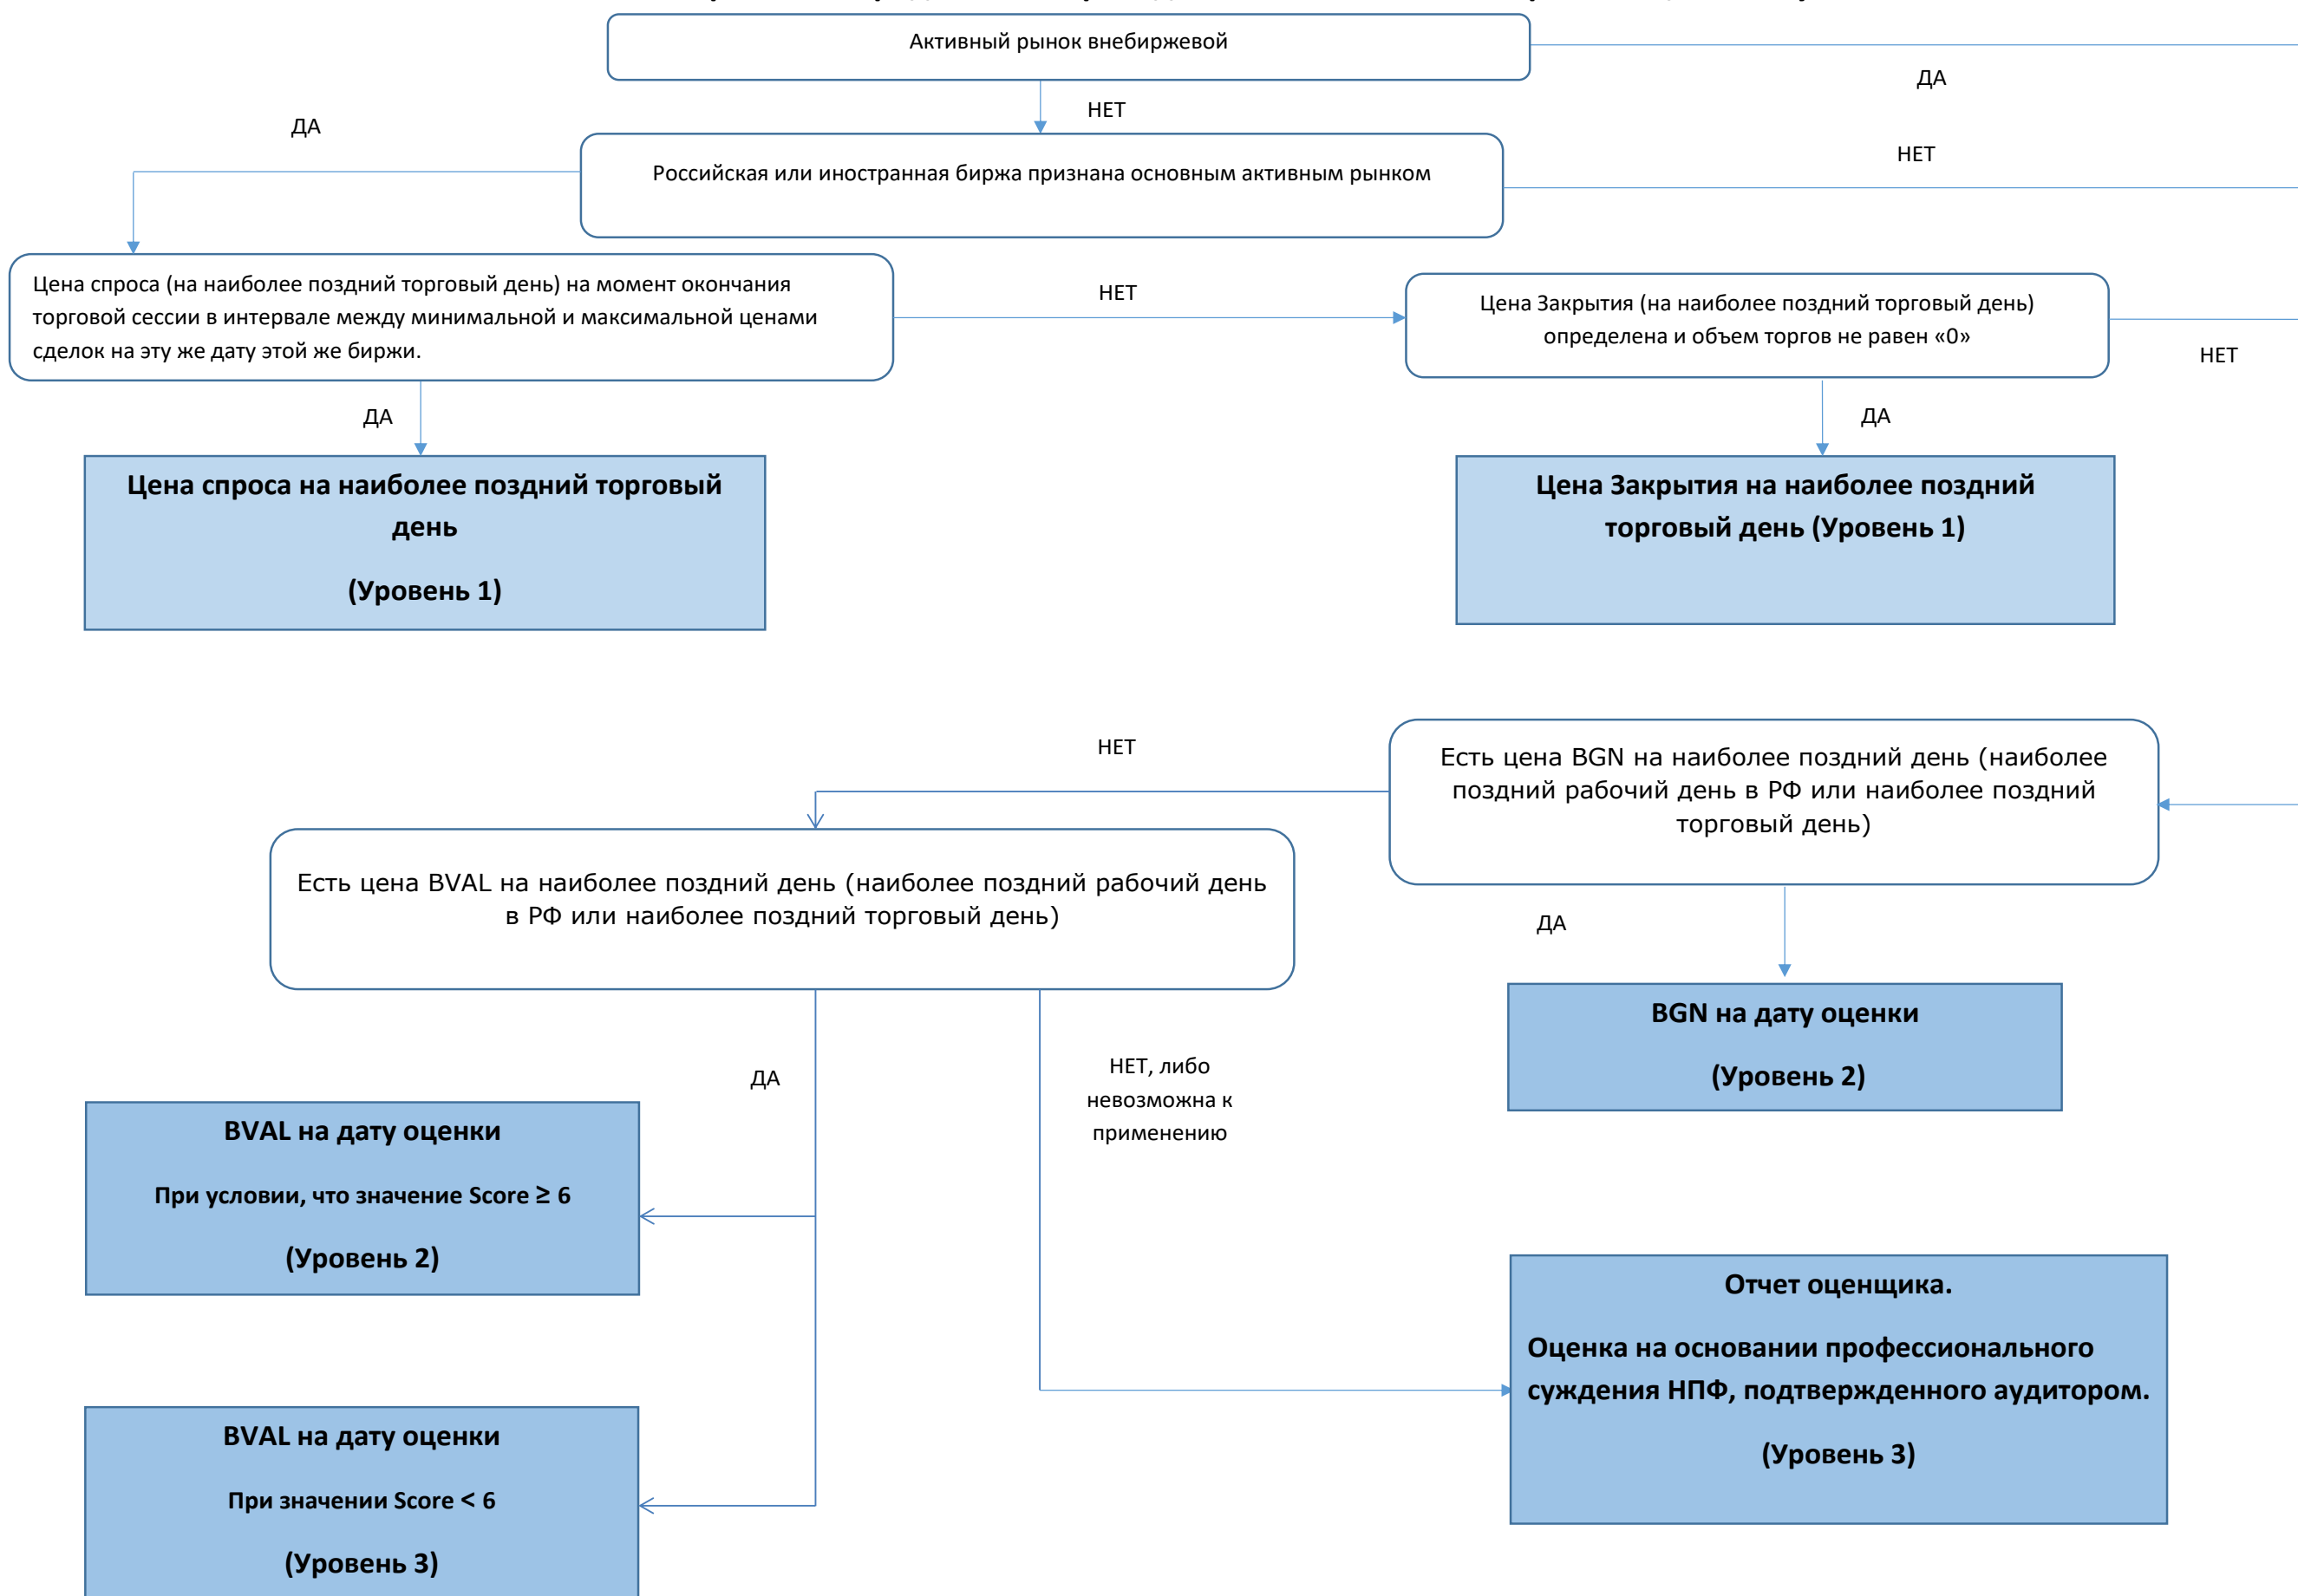 Активный рынок внебиржевой
ДА
НЕТ
ДА
НЕТ
Российская или иностранная биржа признана основным активным рынком
Цена спроса (на наиболее поздний торговый день) на момент окончания
торговой сессии в интервале между минимальной и максимальной ценами
сделок на эту же дату этой же биржи.
НЕТ
Цена Закрытия (на наиболее поздний торговый день)
определена и объем торгов не равен «0»
НЕТ
ДА
ДА
Цена спроса на наиболее поздний торговый
день
(Уровень 1)
Цена Закрытия на наиболее поздний
торговый день (Уровень 1)
НЕТ
Есть цена BGN на наиболее поздний день (наиболее
поздний рабочий день в РФ или наиболее поздний
торговый день)
Есть цена BVAL на наиболее поздний день (наиболее поздний рабочий день
в РФ или наиболее поздний торговый день)
ДА
BGN на дату оценки
(Уровень 2)
ДА
НЕТ, либо
невозможна к
применению
BVAL на дату оценки
При условии, что значение Score ≥ 6
(Уровень 2)
Отчет оценщика.
Оценка на основании профессионального
суждения НПФ, подтвержденного аудитором.
(Уровень 3)
BVAL на дату оценки
При значении Score < 6
(Уровень 3)